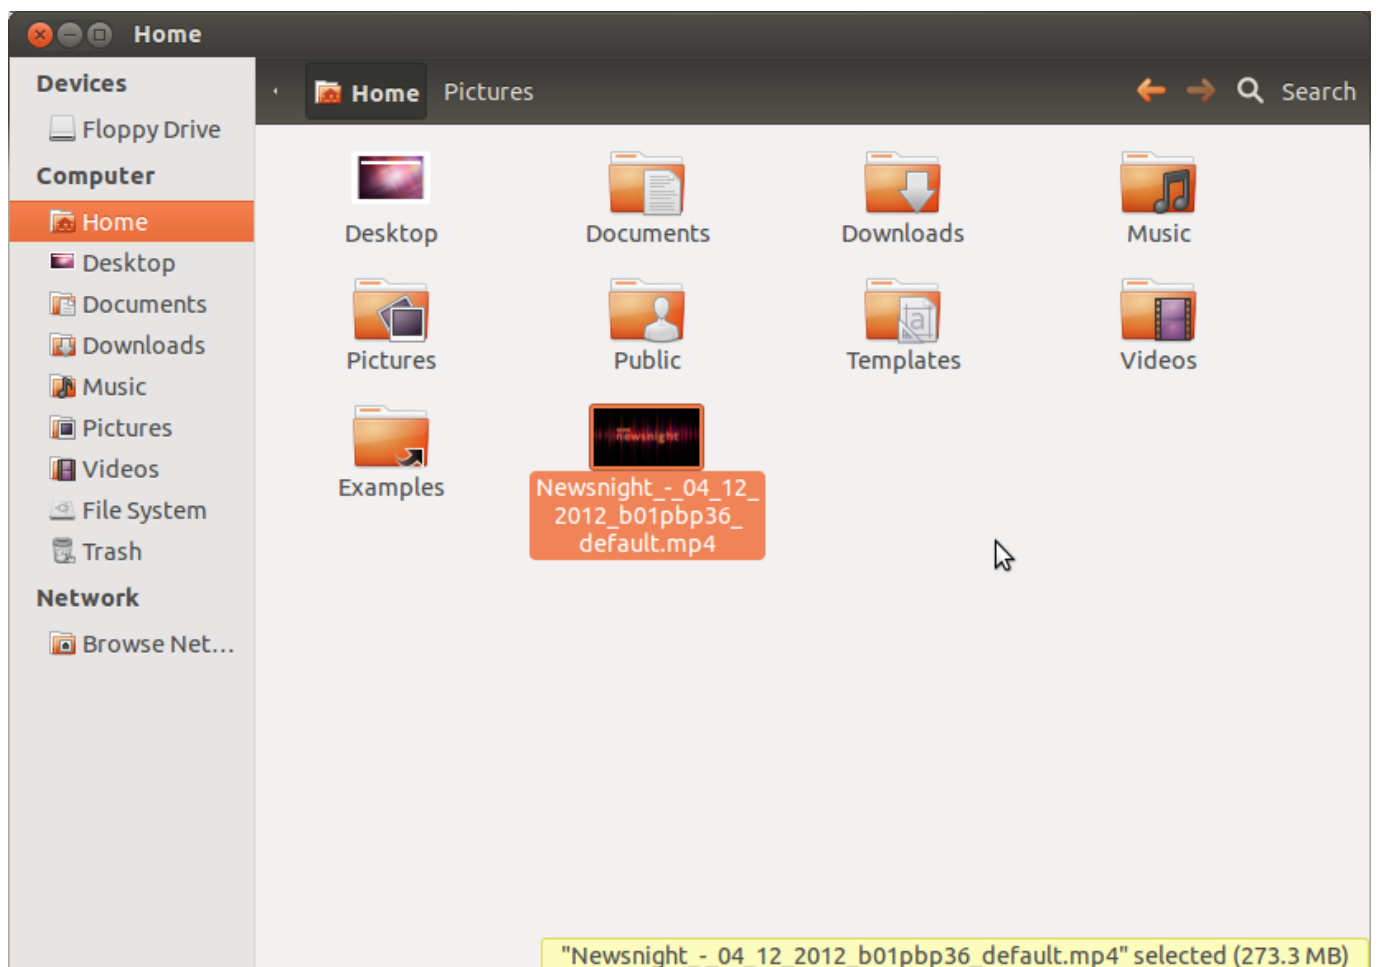 Home
Devices
Floppy Drive
Computer
Home
Desktop
Documents
Downloads
Music
Pictures
Videos
File System
Trash
Network
Browse Net...
Home Pictures Search
Desktop Documents Downloads Music
Pictures Public Templates Videos
newsnight
Examples
Newsnight_-_04_12_
2012_b01pbp36_
default.mp4
"Newsnight_-_04_12_2012_b01pbp36_default.mp4" selected (273.3 MB)